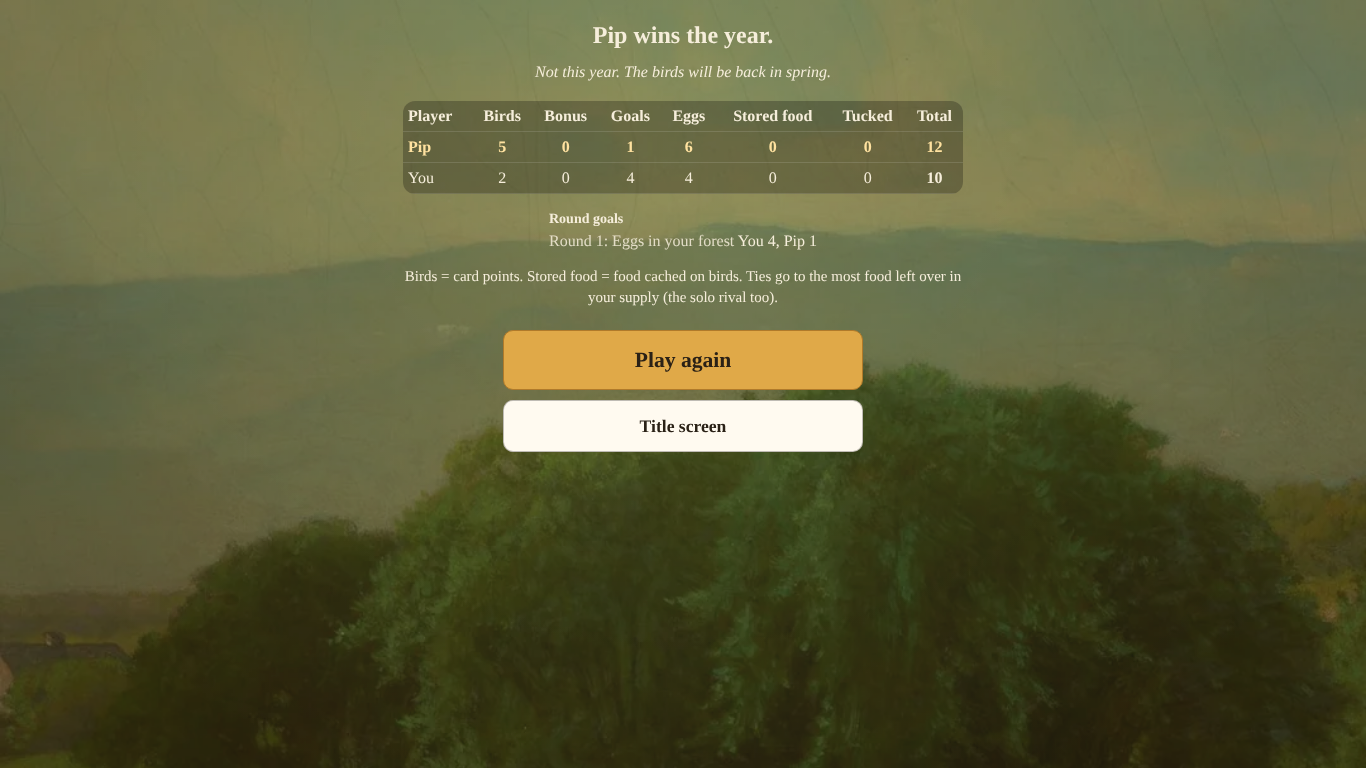 Pip wins the year.
Not this year. The birds will be back in spring.
Player Birds Bonus Goals Eggs Stored food Tucked Total
Pip 5 0 1 6 0 0 12
You 2 0 4 4 0 0 10
Round goals
Round 1: Eggs in your forest You 4, Pip 1
Birds = card points. Stored food = food cached on birds. Ties go to the most food left over in
your supply (the solo rival too).
Play again
Title screen